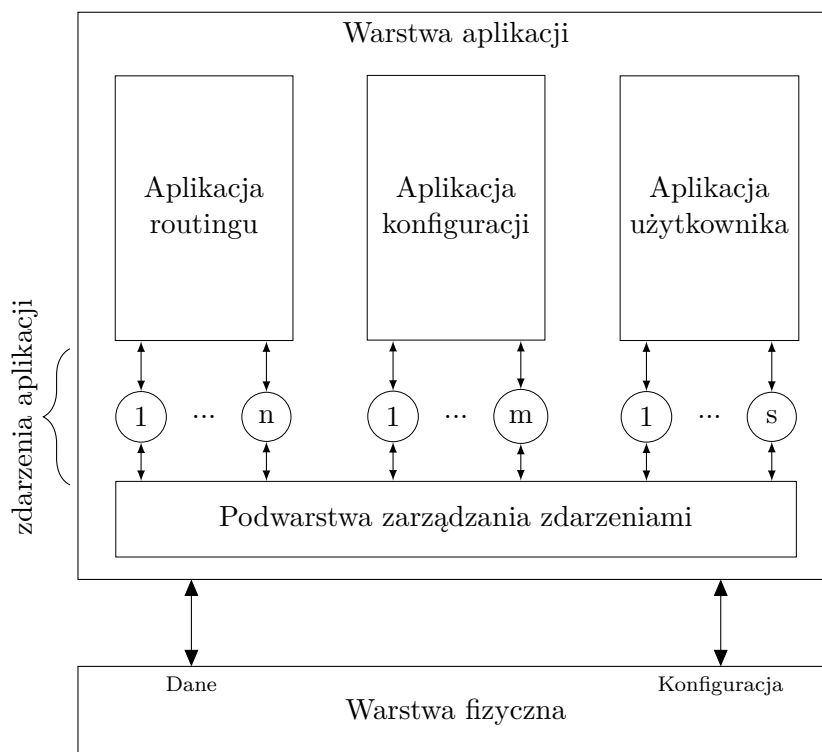 Warstwa aplikacji
Aplikacja
routingu
Aplikacja
konfiguracji
Aplikacja
użytkownika
zdarzenia aplikacji
1 ... n 1 ... m 1 ... s
Podwarstwa zarządzania zdarzeniami
Dane
Konfiguracja
Warstwa fizyczna